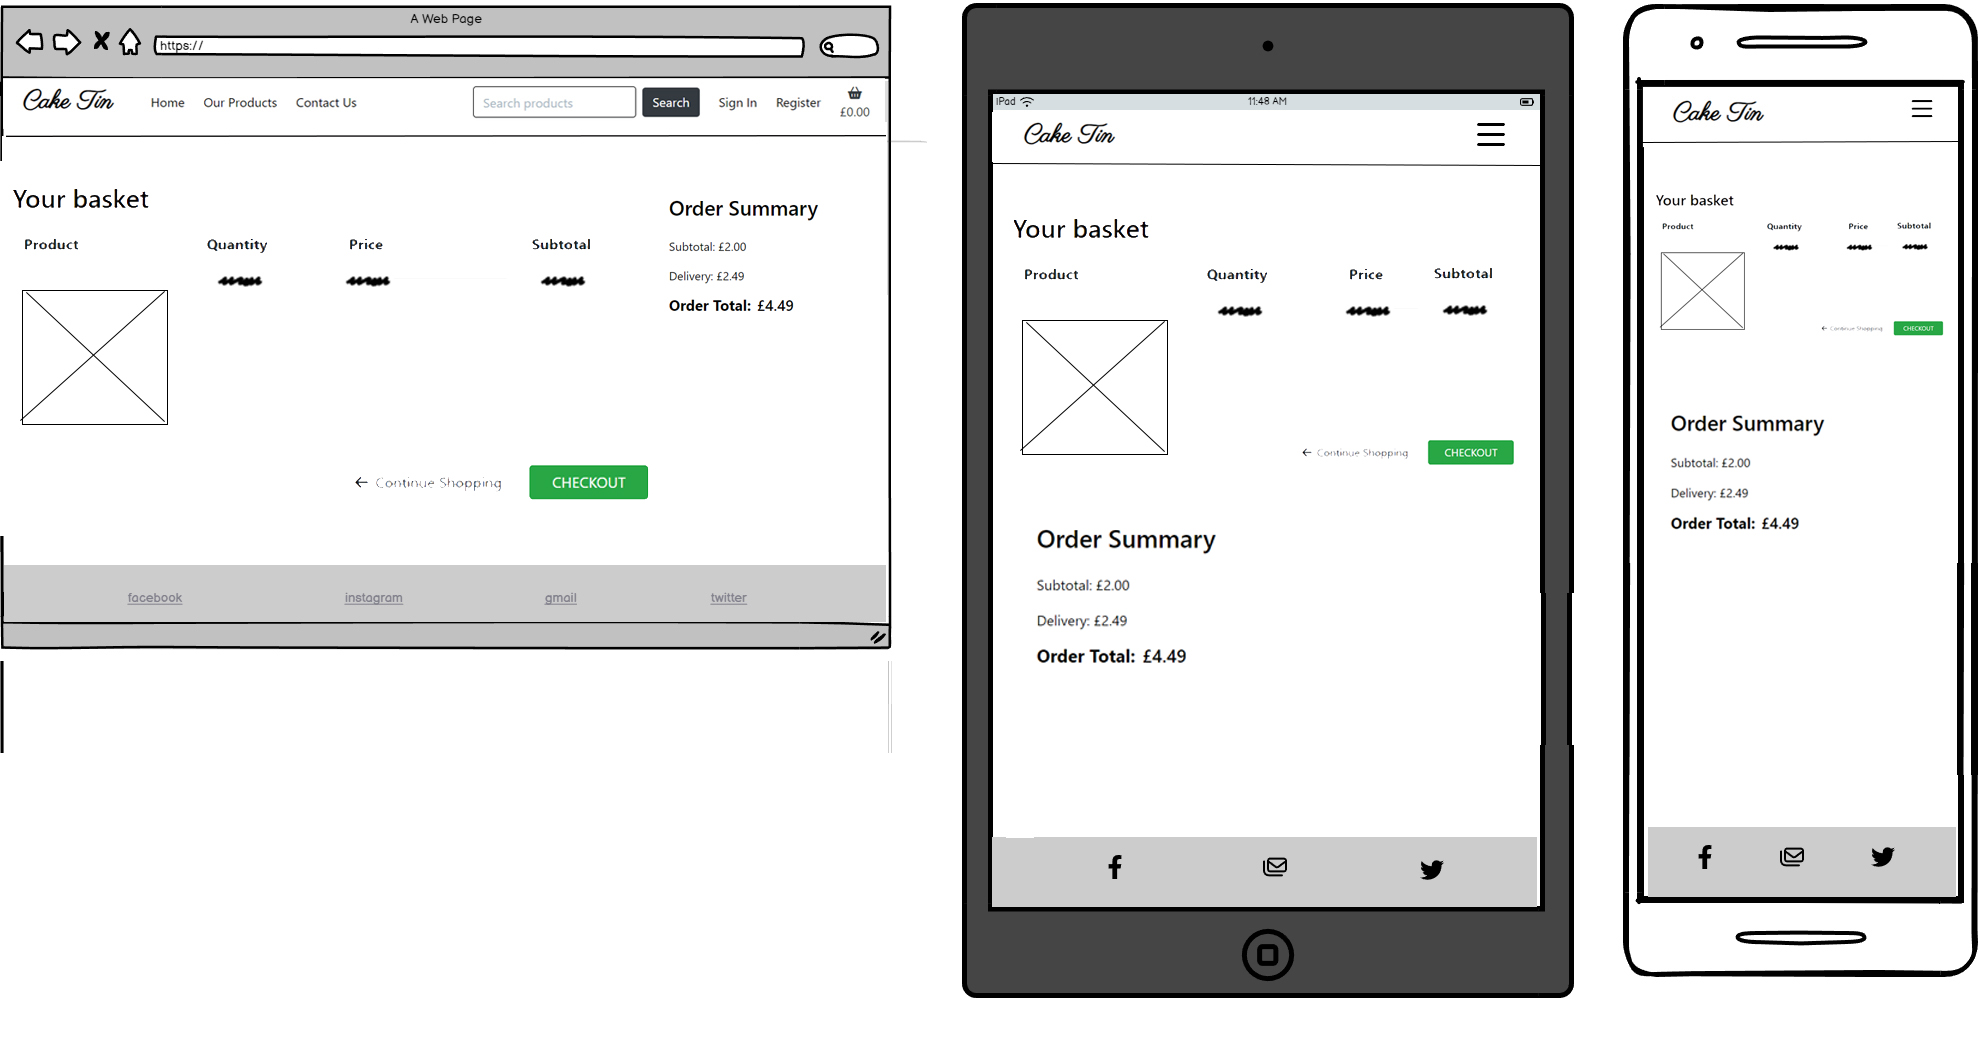 A Web Page
https://
Cake Tin Home Our Products Contact Us Search products Search Sign In Register £0.00
Your basket
Product Quantity Price Subtotal
Order Summary
Subtotal: £2.00
Delivery: £2.49
Order Total: £4.49
← Continue Shopping CHECKOUT
facebook instagram gmail twitter
iPad 11:48 AM
Cake Tin
Your basket
Product Quantity Price Subtotal
← Continue Shopping CHECKOUT
Order Summary
Subtotal: £2.00
Delivery: £2.49
Order Total: £4.49
Cake Tin
Your basket
Product Quantity Price Subtotal
← Continue Shopping CHECKOUT
Order Summary
Subtotal: £2.00
Delivery: £2.49
Order Total: £4.49